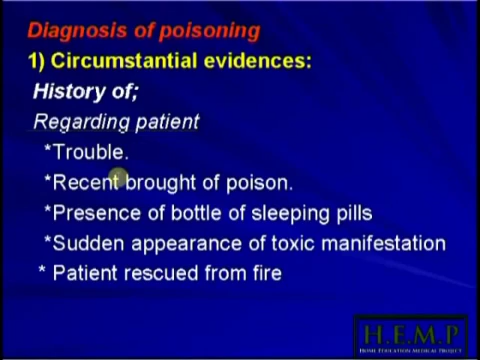 Diagnosis of poisoning
1) Circumstantial evidences:
History of;
Regarding patient
*Trouble.
*Recent brought of poison.
*Presence of bottle of sleeping pills
*Sudden appearance of toxic manifestation
* Patient rescued from fire
H.E.M.P
Home Education Medical Project